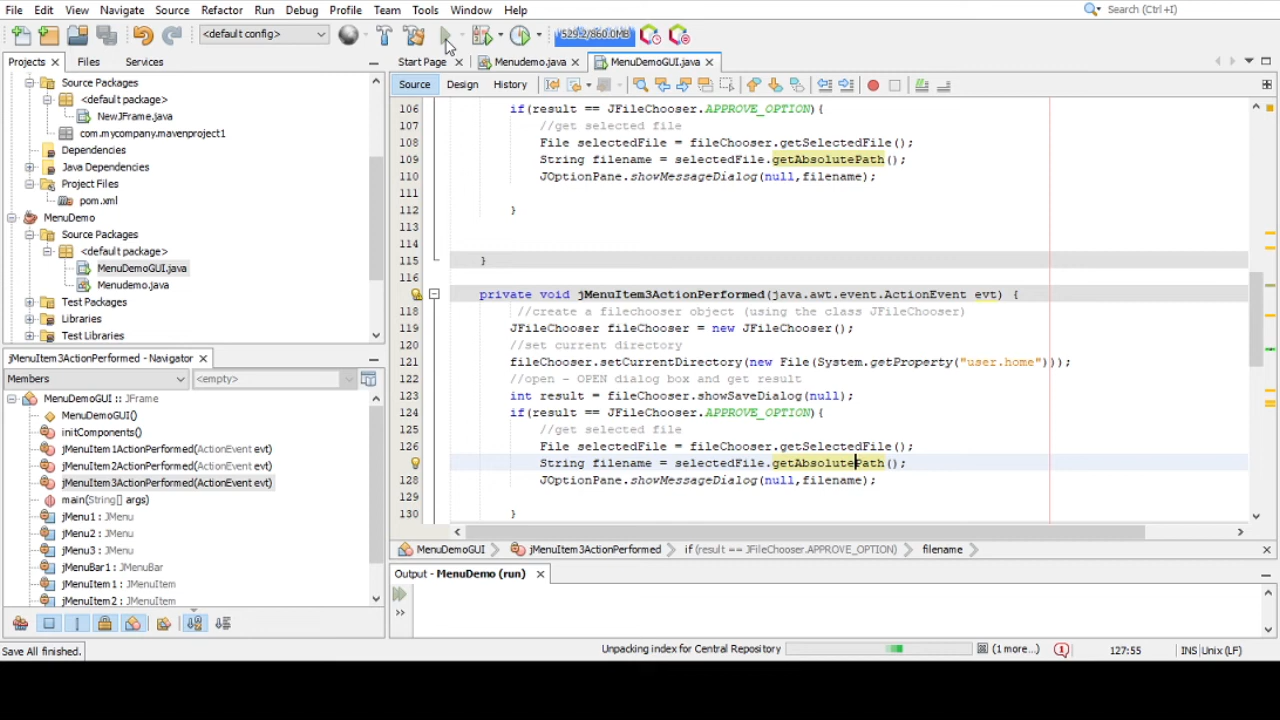 File Edit View Navigate Source Refactor Run Debug Profile Team Tools Window Help
Search (Ctrl+I)
<default config>
529.2/860.0MB
Projects Files Services
Start Page Menudemo.java MenuDemoGUI.java
Source Packages
<default package>
NewJFrame.java
com.mycompany.mavenproject1
Dependencies
Java Dependencies
Project Files
pom.xml
MenuDemo
Source Packages
<default package>
MenuDemoGUI.java
Menudemo.java
Test Packages
Libraries
Test Libraries
Source Design History
106 if(result == JFileChooser.APPROVE_OPTION){
107 //get selected file
108 File selectedFile = fileChooser.getSelectedFile();
109 String filename = selectedFile.getAbsolutePath();
110 JOptionPane.showMessageDialog(null,filename);
111
112 }
113
114
115 }
116
private void jMenuItem3ActionPerformed(java.awt.event.ActionEvent evt) {
118 //create a filechooser object (using the class JFileChooser)
119 JFileChooser fileChooser = new JFileChooser();
120 //set current directory
121 fileChooser.setCurrentDirectory(new File(System.getProperty("user.home")));
122 //open - OPEN dialog box and get result
123 int result = fileChooser.showSaveDialog(null);
124 if(result == JFileChooser.APPROVE_OPTION){
125 //get selected file
126 File selectedFile = fileChooser.getSelectedFile();
String filename = selectedFile.getAbsolutePath();
128 JOptionPane.showMessageDialog(null,filename);
129
130 }
jMenuItem3ActionPerformed - Navigator
Members <empty>
MenuDemoGUI :: JFrame
MenuDemoGUI()
initComponents()
jMenuItem1ActionPerformed(ActionEvent evt)
jMenuItem2ActionPerformed(ActionEvent evt)
jMenuItem3ActionPerformed(ActionEvent evt)
main(String[] args)
jMenu1 : JMenu
jMenu2 : JMenu
jMenu3 : JMenu
jMenuBar1 : JMenuBar
jMenuItem1 : JMenuItem
jMenuItem2 : JMenuItem
MenuDemoGUI jMenuItem3ActionPerformed if (result == JFileChooser.APPROVE_OPTION) filename
Output - MenuDemo (run)
Save All finished.
Unpacking index for Central Repository (1 more...) 127:55 INS Unix (LF)